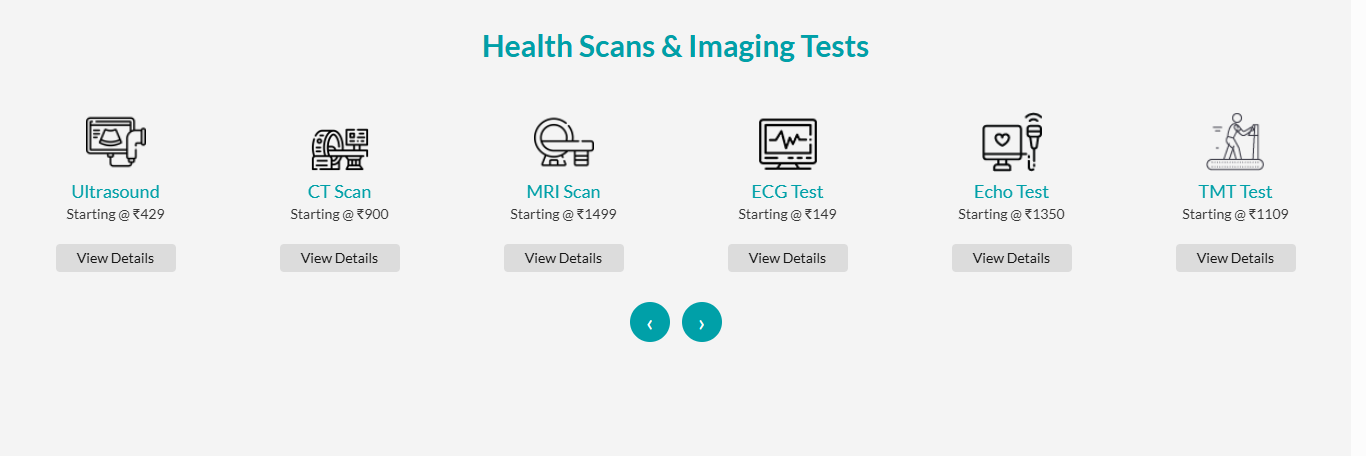 Health Scans & Imaging Tests
Ultrasound
Starting @ ₹429
View Details
CT Scan
Starting @ ₹900
View Details
MRI Scan
Starting @ ₹1499
View Details
ECG Test
Starting @ ₹149
View Details
Echo Test
Starting @ ₹1350
View Details
TMT Test
Starting @ ₹1109
View Details
‹ ›